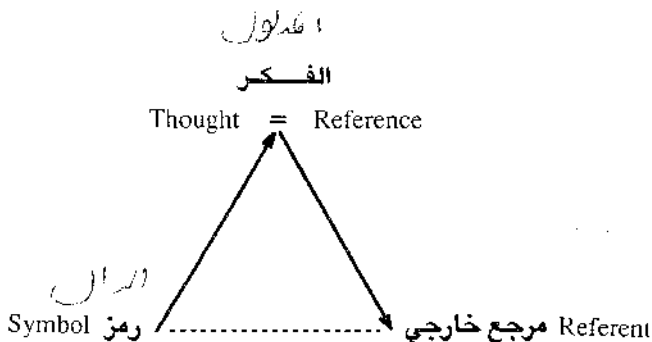 المدلول
الفكر
Thought = Reference
الدال
Symbol رمز
مرجع خارجي Referent